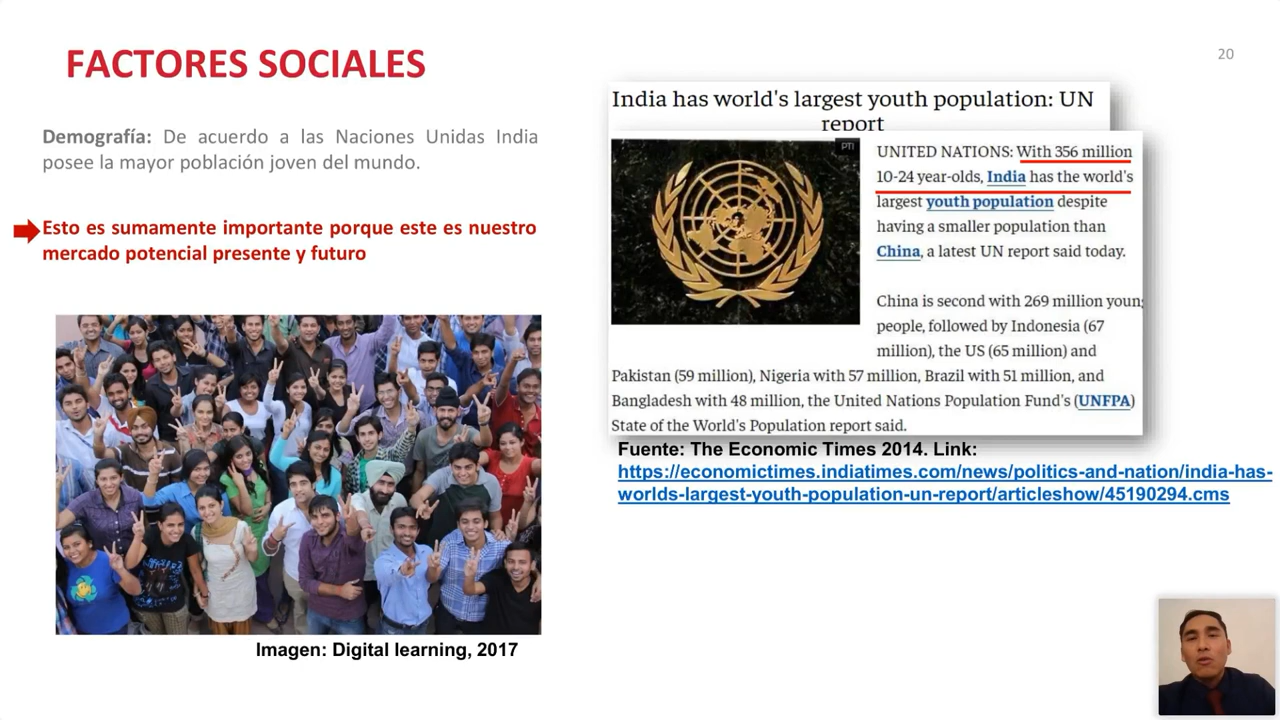 FACTORES SOCIALES
20
Demografía: De acuerdo a las Naciones Unidas India
posee la mayor población joven del mundo.
Esto es sumamente importante porque este es nuestro
mercado potencial presente y futuro
Imagen: Digital learning, 2017
India has world's largest youth population: UN
report
PTI
UNITED NATIONS: With 356 million
10-24 year-olds, India has the world's
largest youth population despite
having a smaller population than
China, a latest UN report said today.
China is second with 269 million young
people, followed by Indonesia (67
million), the US (65 million) and
Pakistan (59 million), Nigeria with 57 million, Brazil with 51 million, and
Bangladesh with 48 million, the United Nations Population Fund's (UNFPA)
State of the World's Population report said.
Fuente: The Economic Times 2014. Link:
https://economictimes.indiatimes.com/news/politics-and-nation/india-has-
worlds-largest-youth-population-un-report/articleshow/45190294.cms